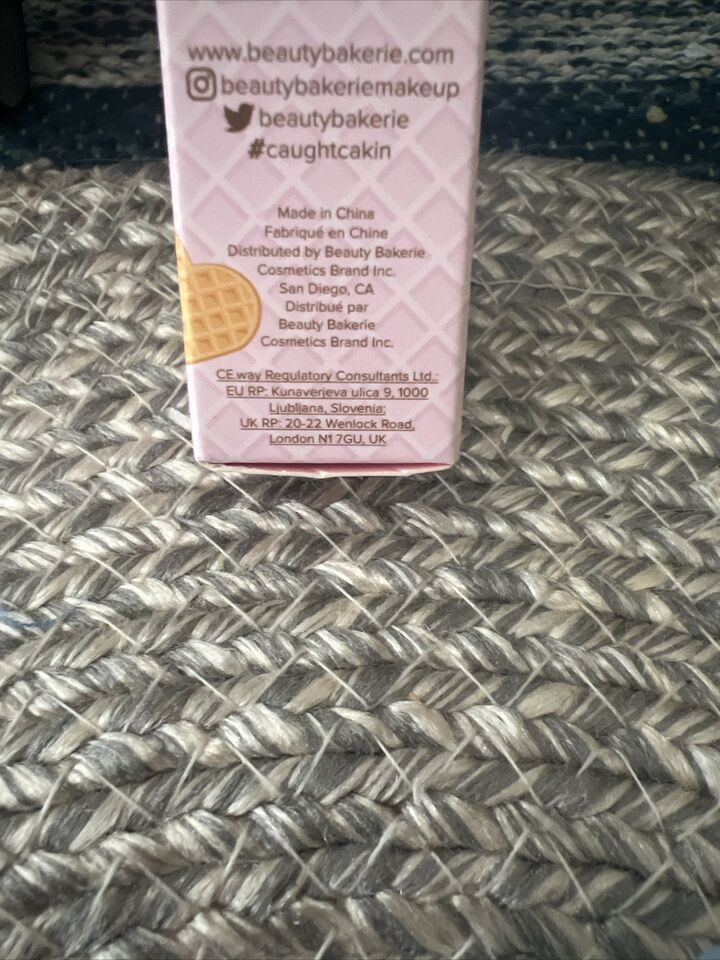 www.beautybakerie.com
beautybakeriemakeup
beautybakerie
#caughtcakin
Made in China
Fabriqué en Chine
Distributed by Beauty Bakerie
Cosmetics Brand Inc.
San Diego, CA
Distribué par
Beauty Bakerie
Cosmetics Brand Inc.
CE.way Regulatory Consultants Ltd.:
EU RP: Kunaverjeva ulica 9, 1000
Ljubljana, Slovenia;
UK RP: 20-22 Wenlock Road,
London N1 7GU, UK